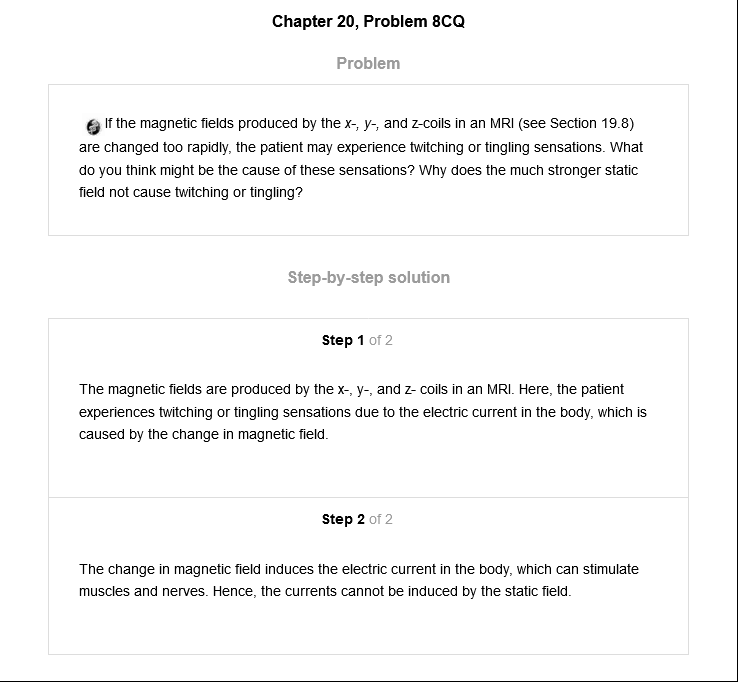 Chapter 20, Problem 8CQ
Problem
If the magnetic fields produced by the x-, y-, and z-coils in an MRI (see Section 19.8)
are changed too rapidly, the patient may experience twitching or tingling sensations. What
do you think might be the cause of these sensations? Why does the much stronger static
field not cause twitching or tingling?
Step-by-step solution
Step 1 of 2
The magnetic fields are produced by the x-, y-, and z- coils in an MRI. Here, the patient
experiences twitching or tingling sensations due to the electric current in the body, which is
caused by the change in magnetic field.
Step 2 of 2
The change in magnetic field induces the electric current in the body, which can stimulate
muscles and nerves. Hence, the currents cannot be induced by the static field.